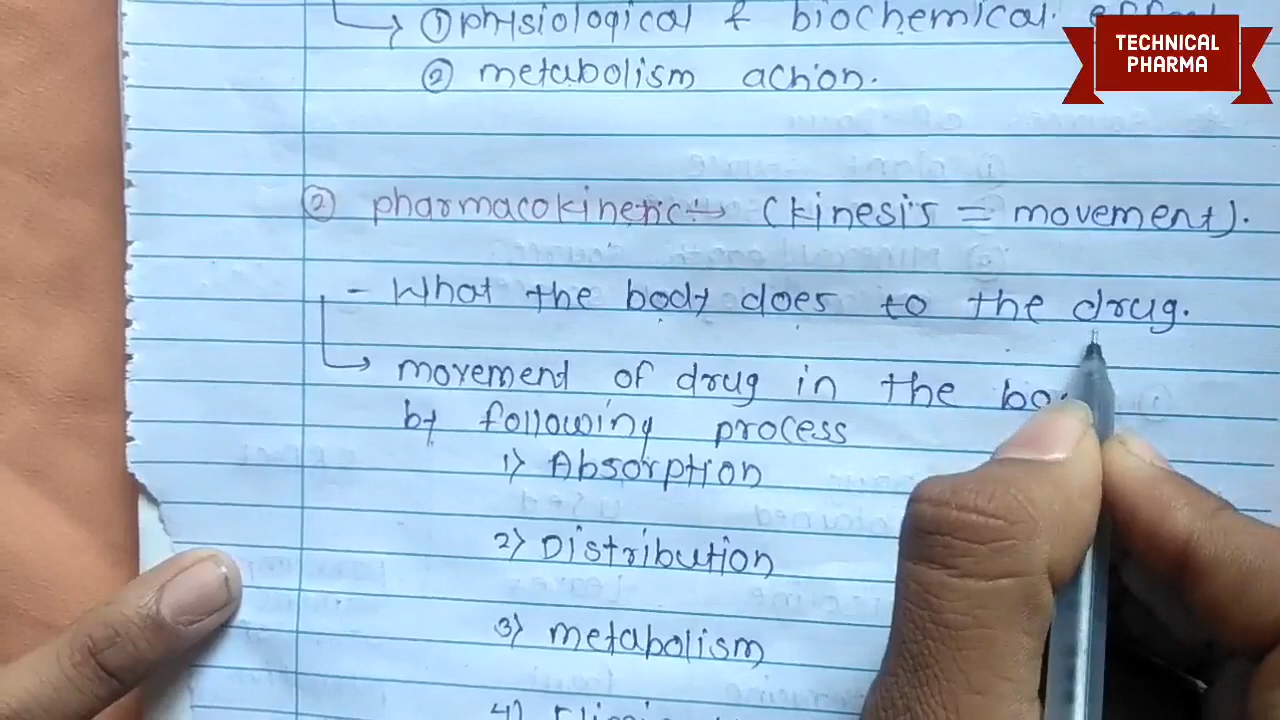 ① physiological & biochemical.
② metabolism action.
TECHNICAL
PHARMA
② pharmacokinetic:→ (kinesis = movement).
- What the body does to the drug.
→ movement of drug in the
by following process
1) Absorption
2) Distribution
3) metabolism
4)